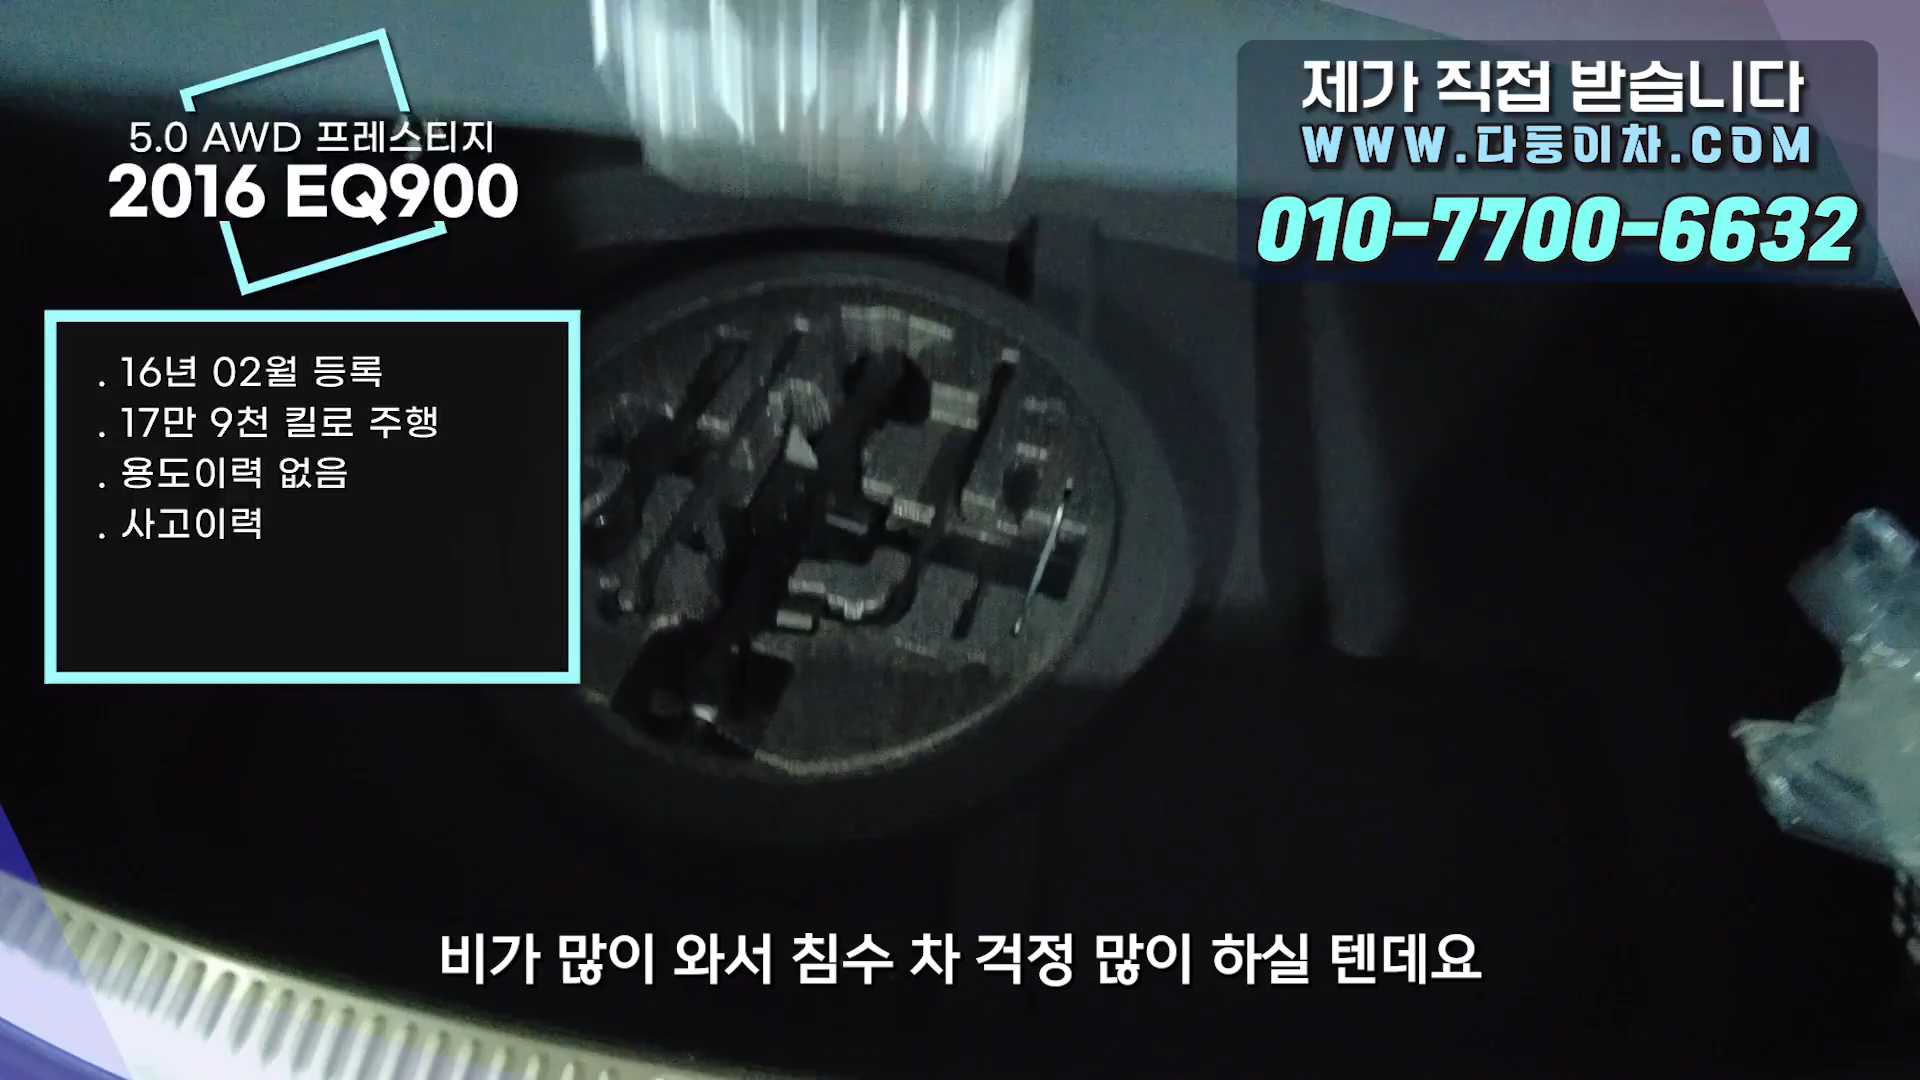 5.0 AWD 프레스티지
2016 EQ900
제가 직접 받습니다
WWW.다둥이차.COM
010-7700-6632
. 16년 02월 등록
. 17만 9천 킬로 주행
. 용도이력 없음
. 사고이력
비가 많이 와서 침수 차 걱정 많이 하실 텐데요